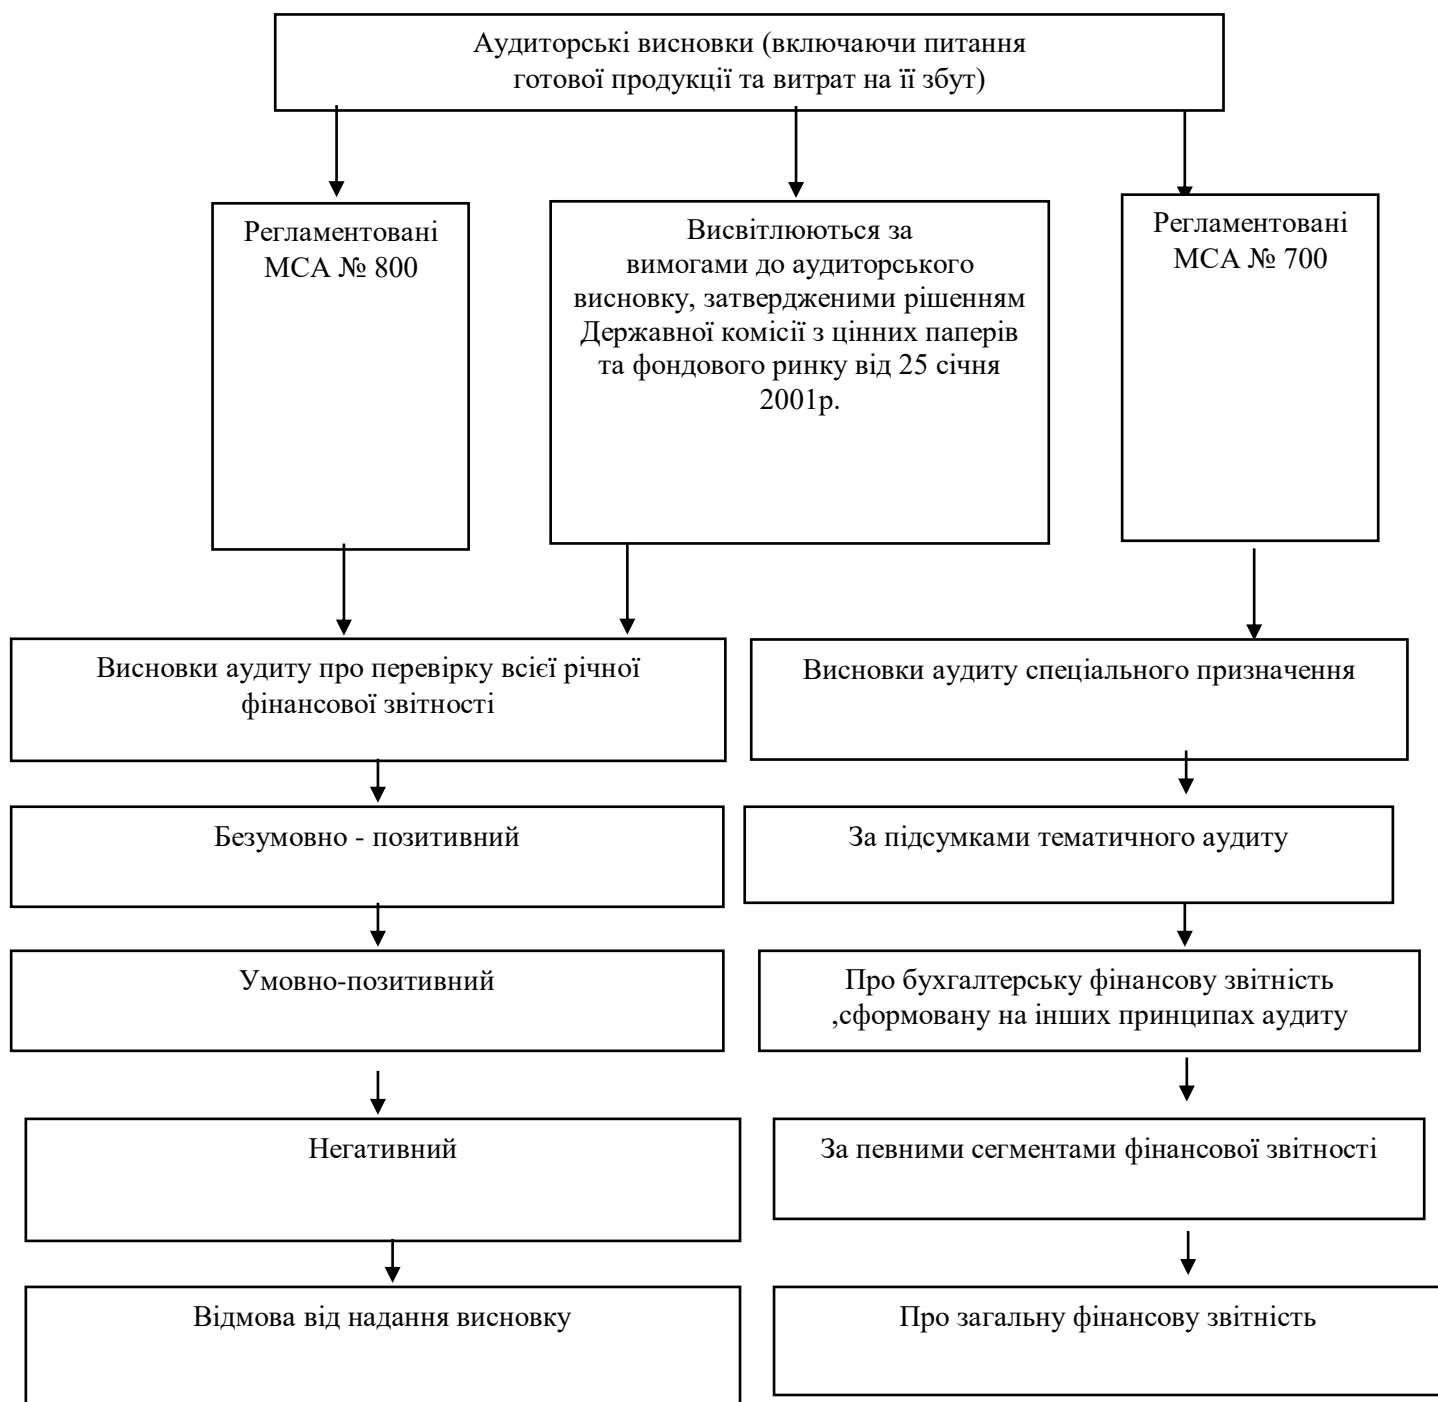 Аудиторські висновки (включаючи питання
готової продукції та витрат на її збут)
Регламентовані
МСА № 800
Висвітлюються за
вимогами до аудиторського
висновку, затвердженими рішенням
Державної комісії з цінних паперів
та фондового ринку від 25 січня
2001р.
Регламентовані
МСА № 700
Висновки аудиту про перевірку всієї річної
фінансової звітності
Висновки аудиту спеціального призначення
Безумовно - позитивний
За підсумками тематичного аудиту
Умовно-позитивний
Про бухгалтерську фінансову звітність
,сформовану на інших принципах аудиту
Негативний
За певними сегментами фінансової звітності
Відмова від надання висновку
Про загальну фінансову звітність